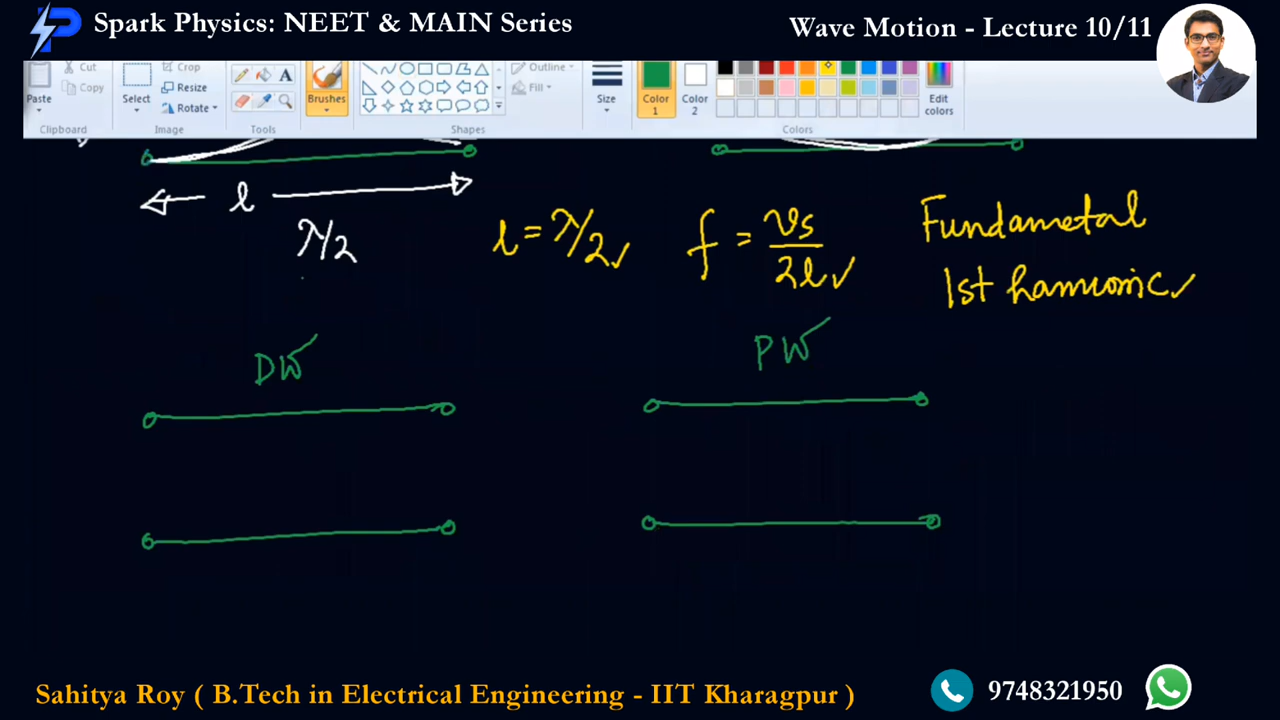 Spark Physics: NEET & MAIN Series
Wave Motion - Lecture 10/11
Cut
Copy
Paste
Clipboard
Crop
Resize
Rotate
Select
Image
A
Tools
Brushes
Outline
Fill
Shapes
Size
Color 1
Color 2
Edit colors
Colors
l
λ/2
l = λ/2 ✓
f = vs/2l ✓
Fundametal
1st harmonic ✓
DW
PW
Sahitya Roy ( B.Tech in Electrical Engineering - IIT Kharagpur )
9748321950